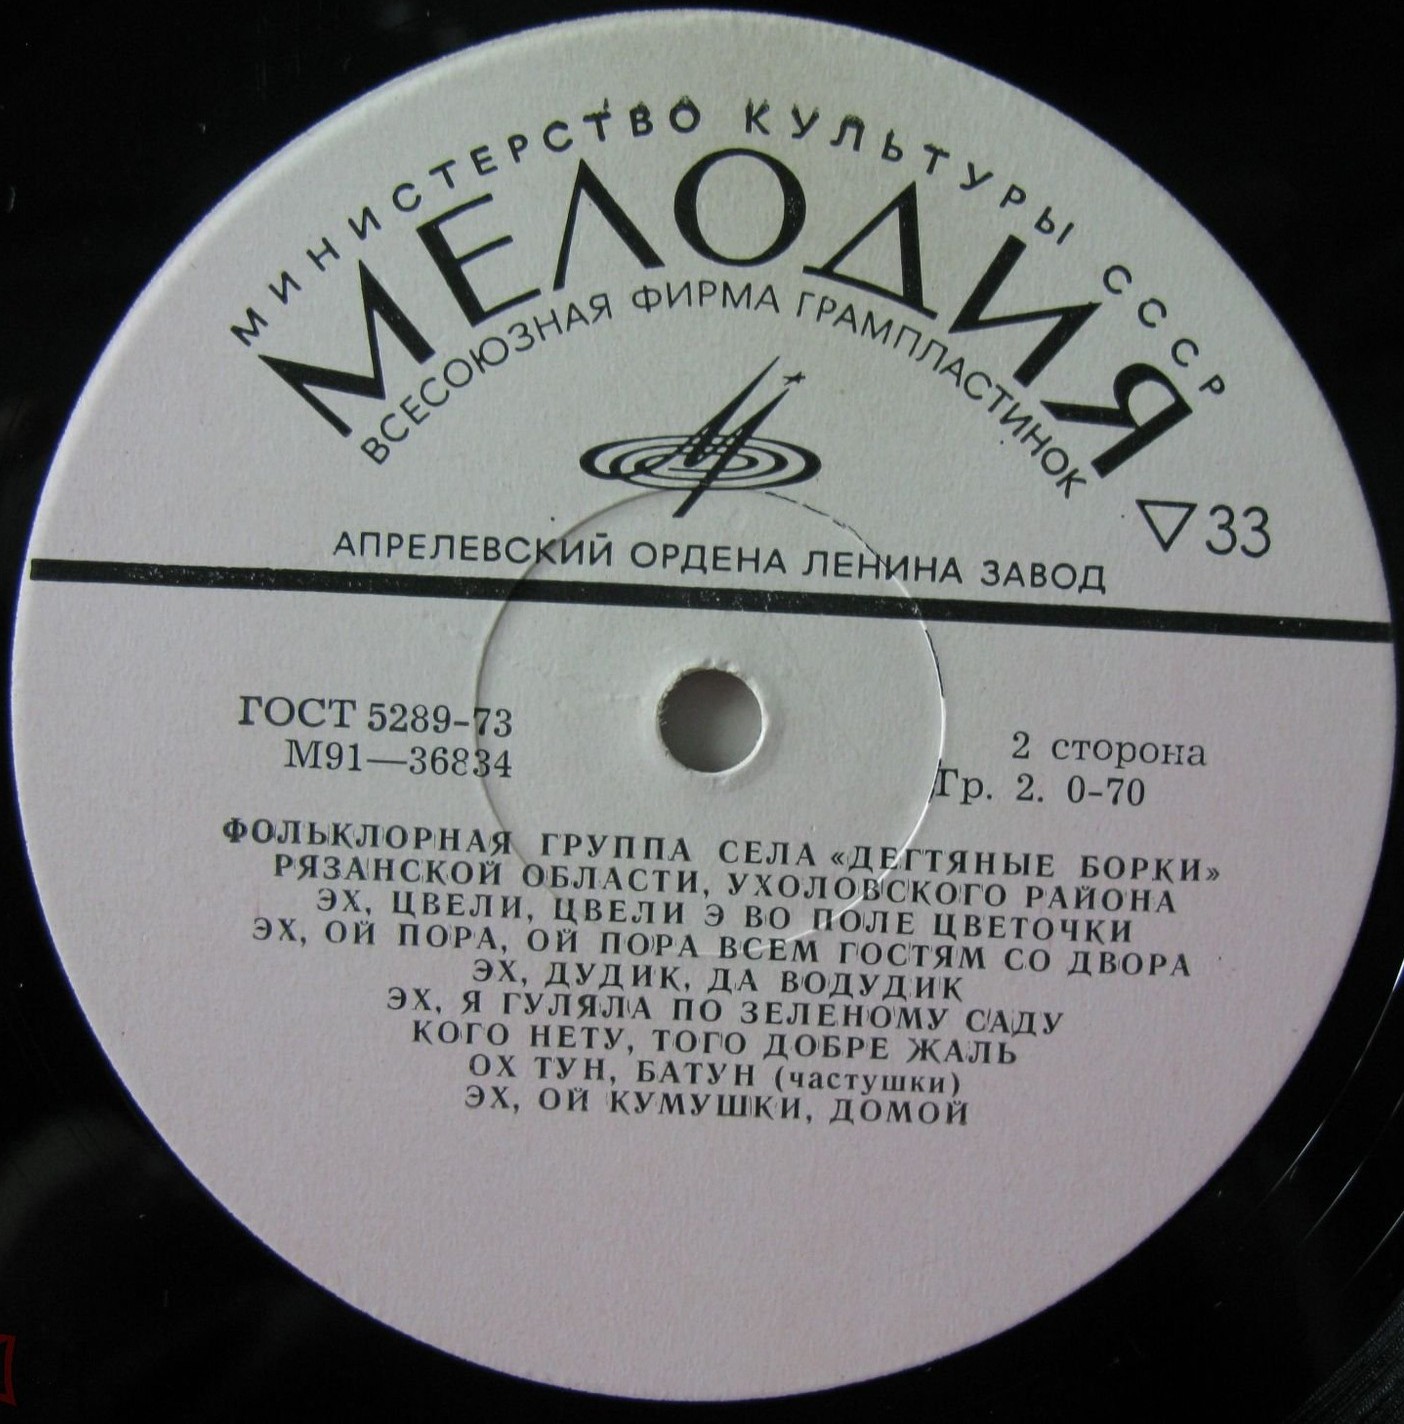 МИНИСТЕРСТВО КУЛЬТУРЫ СССР
МЕЛОДИЯ
ВСЕСОЮЗНАЯ ФИРМА ГРАМПЛАСТИНОК
▽33
АПРЕЛЕВСКИЙ ОРДЕНА ЛЕНИНА ЗАВОД
ГОСТ 5289-73
М91—36834
2 сторона
Гр. 2. 0-70
ФОЛЬКЛОРНАЯ ГРУППА СЕЛА «ДЕГТЯНЫЕ БОРКИ»
РЯЗАНСКОЙ ОБЛАСТИ, УХОЛОВСКОГО РАЙОНА
ЭХ, ЦВЕЛИ, ЦВЕЛИ Э ВО ПОЛЕ ЦВЕТОЧКИ
ЭХ, ОЙ ПОРА, ОЙ ПОРА ВСЕМ ГОСТЯМ СО ДВОРА
ЭХ, ДУДИК, ДА ВОДУДИК
ЭХ, Я ГУЛЯЛА ПО ЗЕЛЕНОМУ САДУ
КОГО НЕТУ, ТОГО ДОБРЕ ЖАЛЬ
ОХ ТУН, БАТУН (частушки)
ЭХ, ОЙ КУМУШКИ, ДОМОЙ